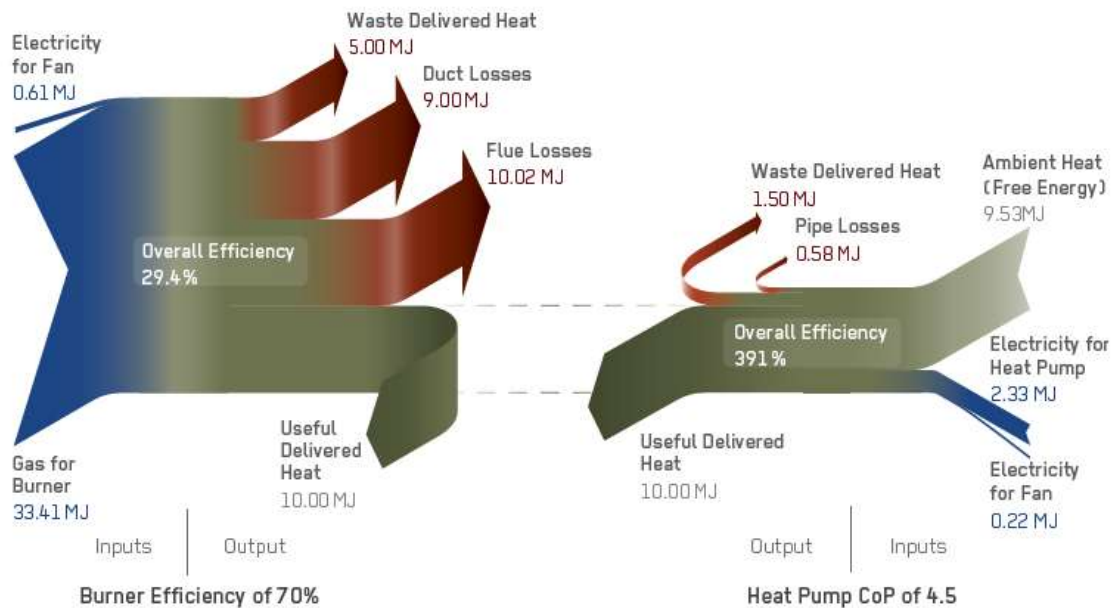 Waste Delivered Heat
5.00 MJ
Electricity
for Fan
0.61 MJ
Duct Losses
9.00 MJ
Flue Losses
10.02 MJ
Overall Efficiency
29.4%
Useful
Delivered
Heat
10.00 MJ
Gas for
Burner
33.41 MJ
Inputs
Output
Burner Efficiency of 70%
Waste Delivered Heat
1.50 MJ
Pipe Losses
0.58 MJ
Ambient Heat
(Free Energy)
9.53MJ
Overall Efficiency
391%
Electricity for
Heat Pump
2.33 MJ
Useful Delivered
Heat
10.00 MJ
Electricity
for Fan
0.22 MJ
Output
Inputs
Heat Pump CoP of 4.5